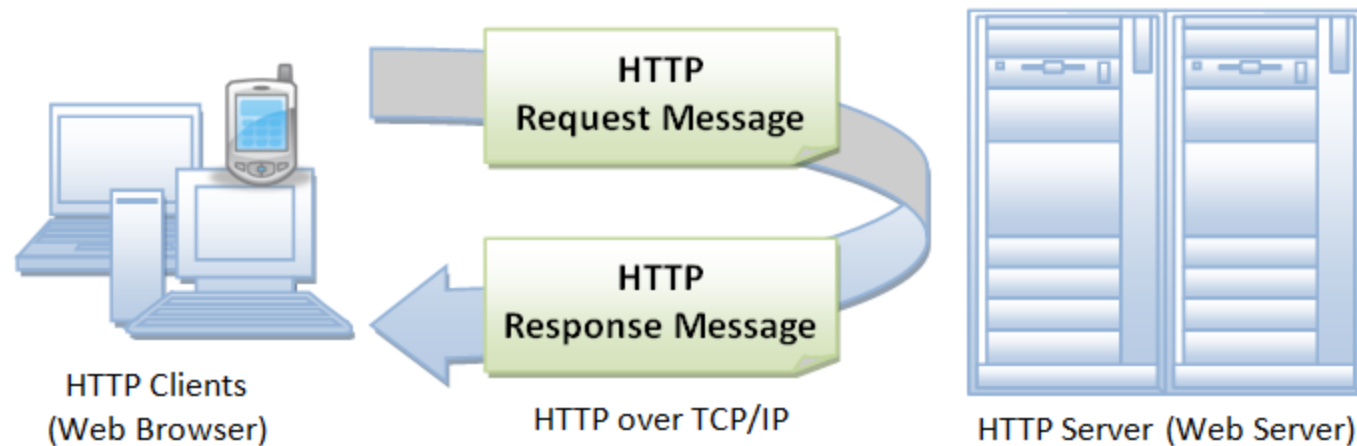 HTTP
Request Message
HTTP
Response Message
HTTP Clients
(Web Browser)
HTTP over TCP/IP
HTTP Server (Web Server)